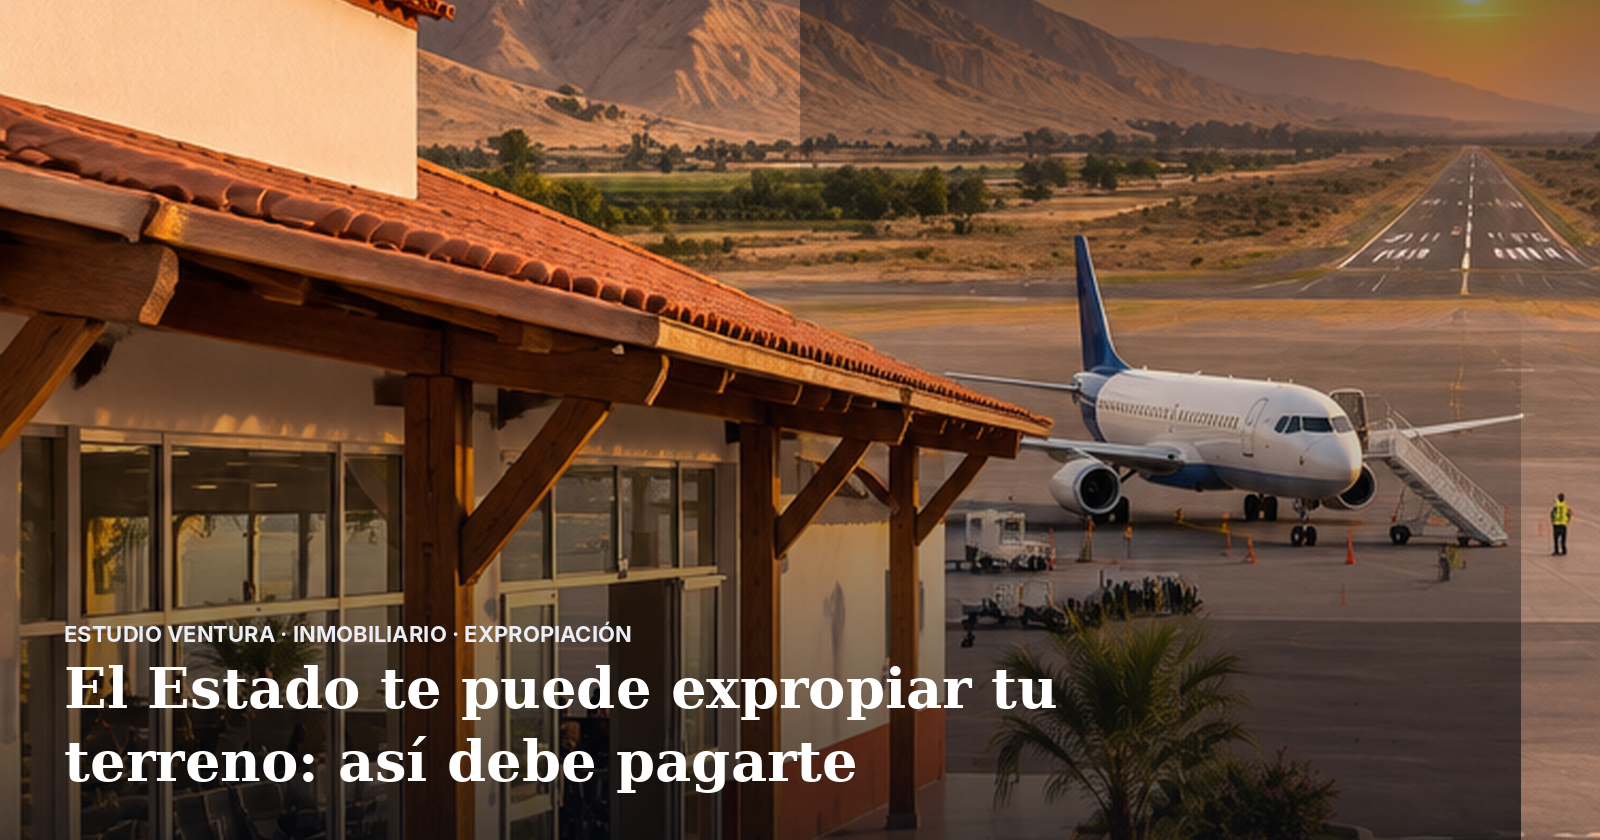 ESTUDIO VENTURA · INMOBILIARIO · EXPROPIACIÓN
El Estado te puede expropiar tu
terreno: así debe pagarte